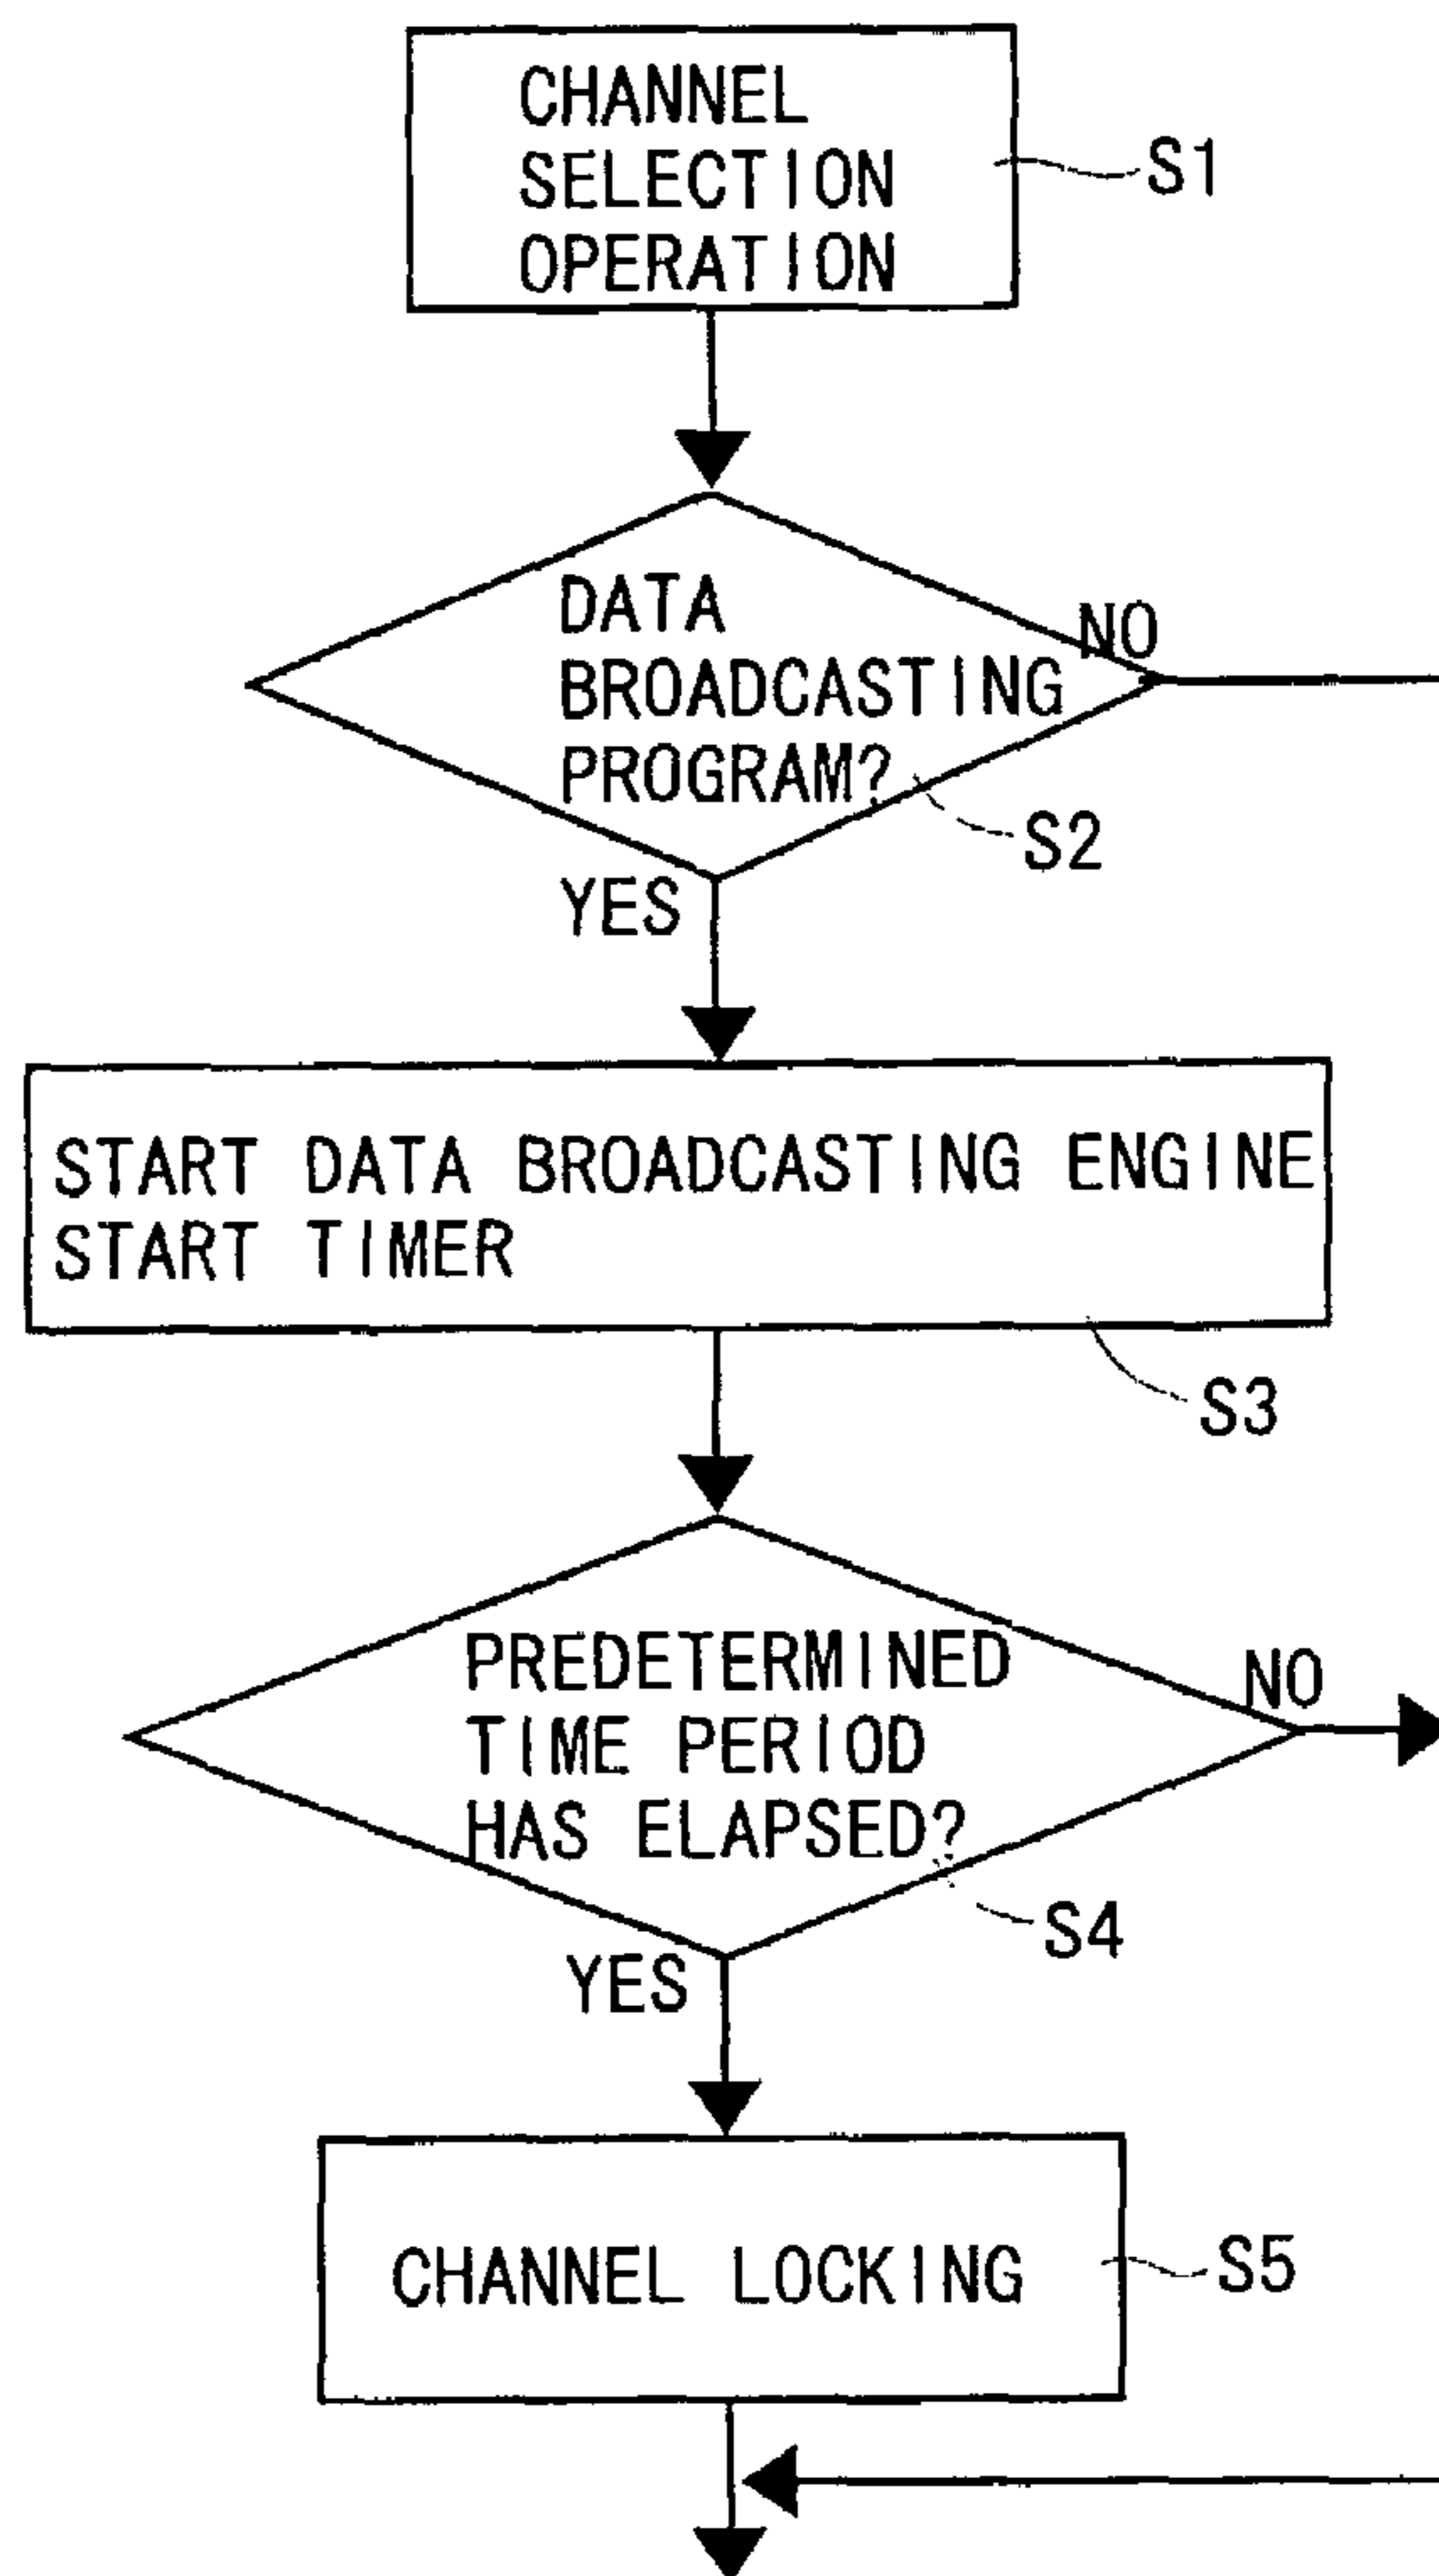 CHANNEL
SELECTION
OPERATION
S1
DATA
BROADCASTING
PROGRAM?
NO
S2
YES
START DATA BROADCASTING ENGINE
START TIMER
S3
PREDETERMINED
TIME PERIOD
HAS ELAPSED?
NO
S4
YES
CHANNEL LOCKING
S5